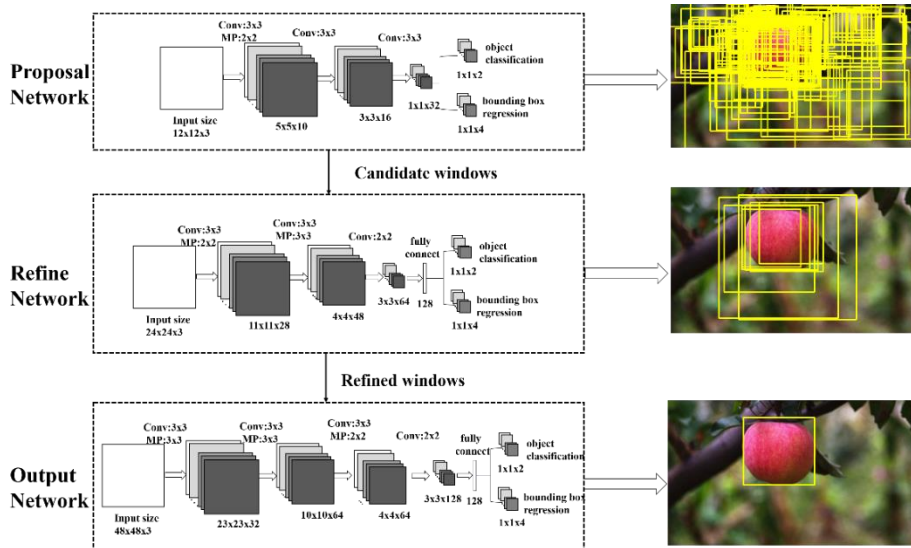 Proposal
Network
Conv:3x3
MP:2x2
Conv:3x3
Conv:3x3
object
classification
1x1x2
1x1x32
bounding box
regression
1x1x4
Input size
12x12x3
5x5x10
3x3x16
Candidate windows
Refine
Network
Conv:3x3
MP:2x2
Conv:3x3
MP:3x3
Conv:2x2
fully
connect
object
classification
1x1x2
bounding box
regression
1x1x4
Input size
24x24x3
11x11x28
4x4x48
3x3x64
128
Refined windows
Output
Network
Conv:3x3
MP:3x3
Conv:3x3
MP:3x3
Conv:3x3
MP:2x2
Conv:2x2
fully
connect
object
classification
1x1x2
bounding box
regression
1x1x4
Input size
48x48x3
23x23x32
10x10x64
4x4x64
3x3x128
128